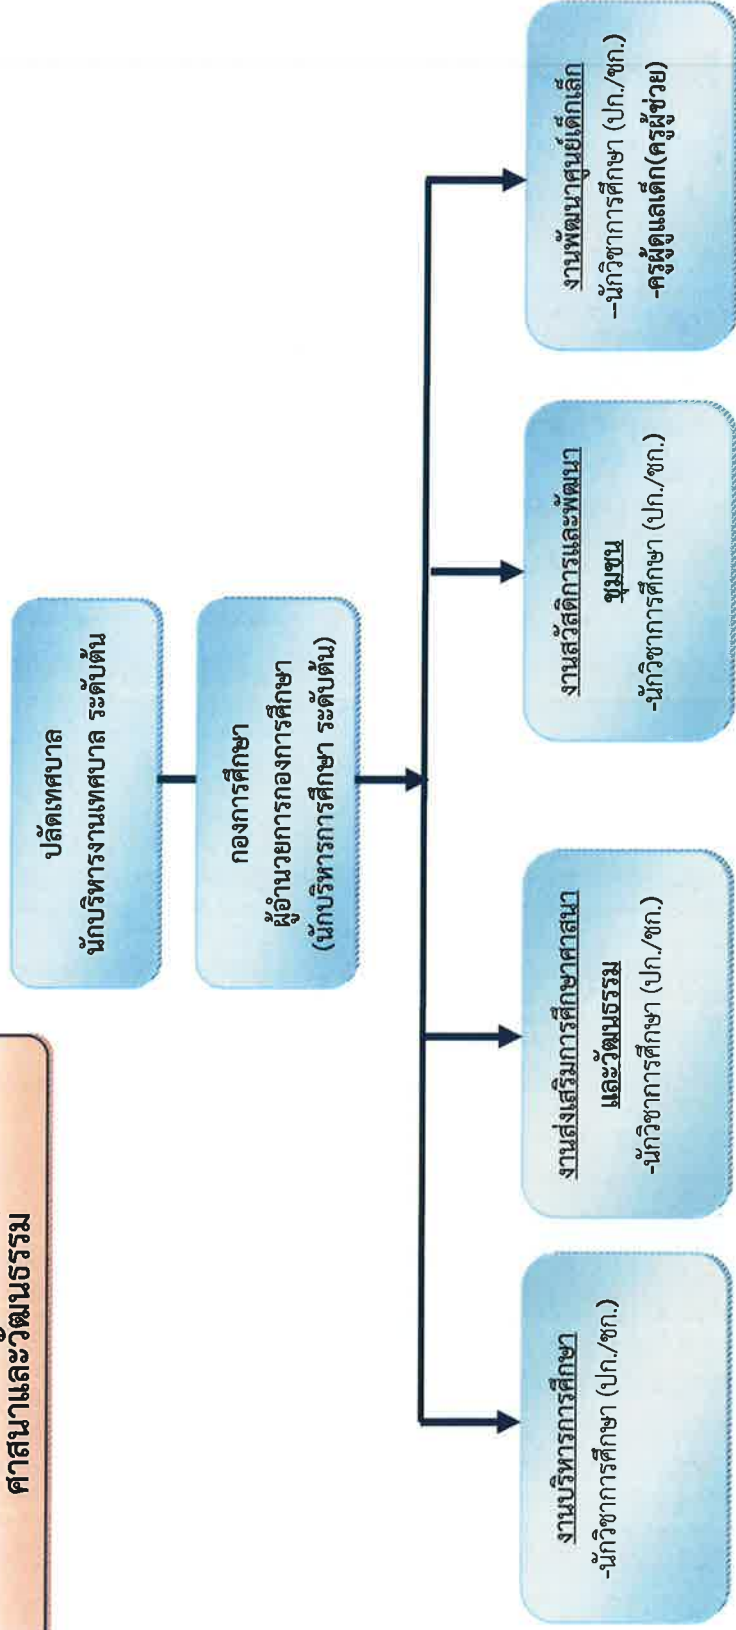 ศาสนาและวัฒนธรรม
ปลัดเทศบาล
นักบริหารงานเทศบาล ระดับต้น
กองการศึกษา
ผู้อำนวยการกองการศึกษา
(นักบริหารการศึกษา ระดับต้น)
งานบริหารการศึกษา
-นักวิชาการศึกษา (ปก./ชก.)
งานส่งเสริมการศึกษาศาสนา
และวัฒนธรรม
-นักวิชาการศึกษา (ปก./ชก.)
งานสวัสดิการและพัฒนา
ชุมชน
-นักวิชาการศึกษา (ปก./ชก.)
งานพัฒนาศูนย์เด็กเล็ก
--นักวิชาการศึกษา (ปก./ชก.)
-ครูผู้ดูแลเด็ก(ครูผู้ช่วย)